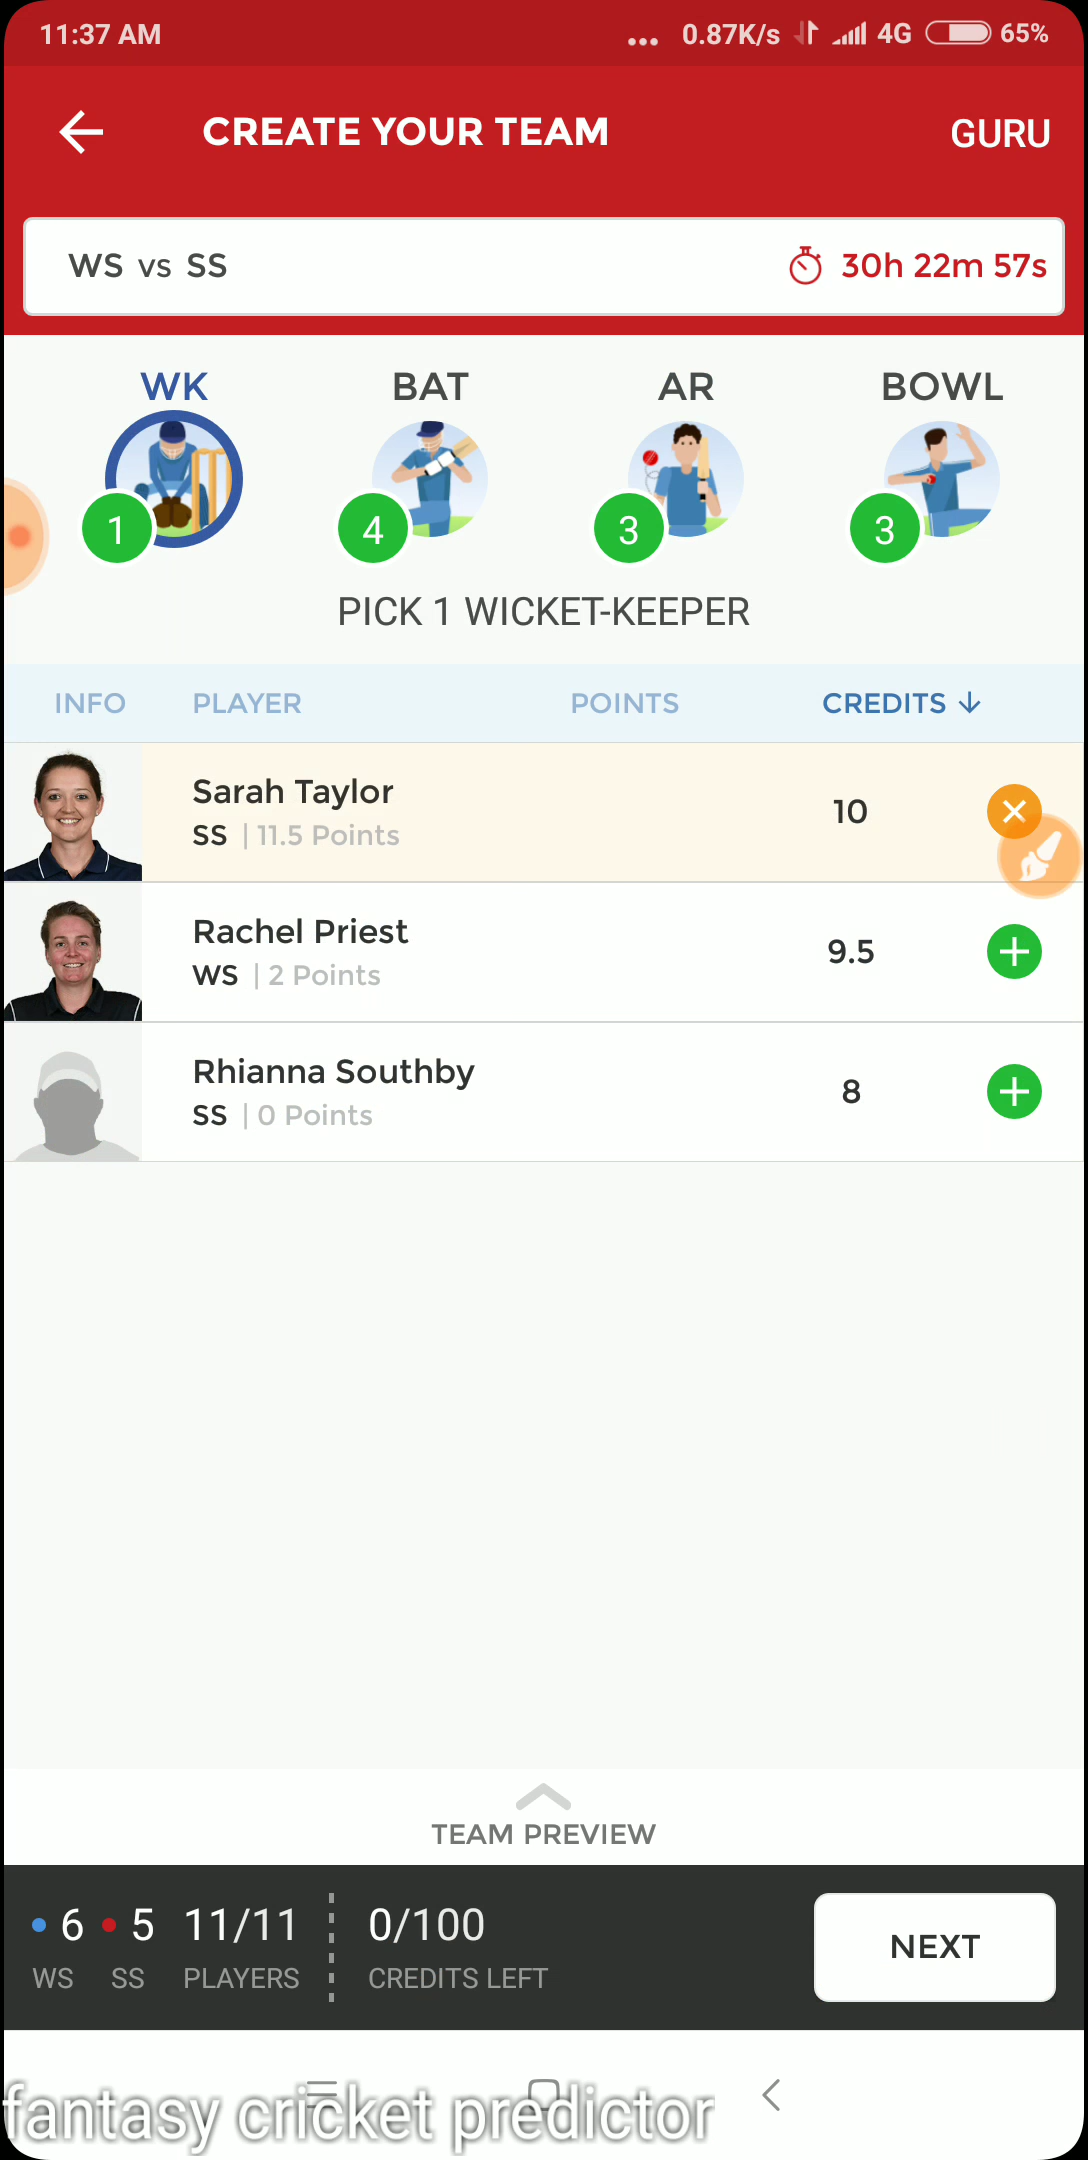 11:37 AM ... 0.87K/s 4G 65%
CREATE YOUR TEAM GURU
WS vs SS 30h 22m 57s
WK BAT AR BOWL
1 4 3 3
PICK 1 WICKET-KEEPER
INFO PLAYER POINTS CREDITS
Sarah Taylor
SS | 11.5 Points 10
Rachel Priest
WS | 2 Points 9.5
Rhianna Southby
SS | 0 Points 8
TEAM PREVIEW
6 5 11/11 0/100
WS SS PLAYERS CREDITS LEFT
NEXT
fantasy cricket predictor